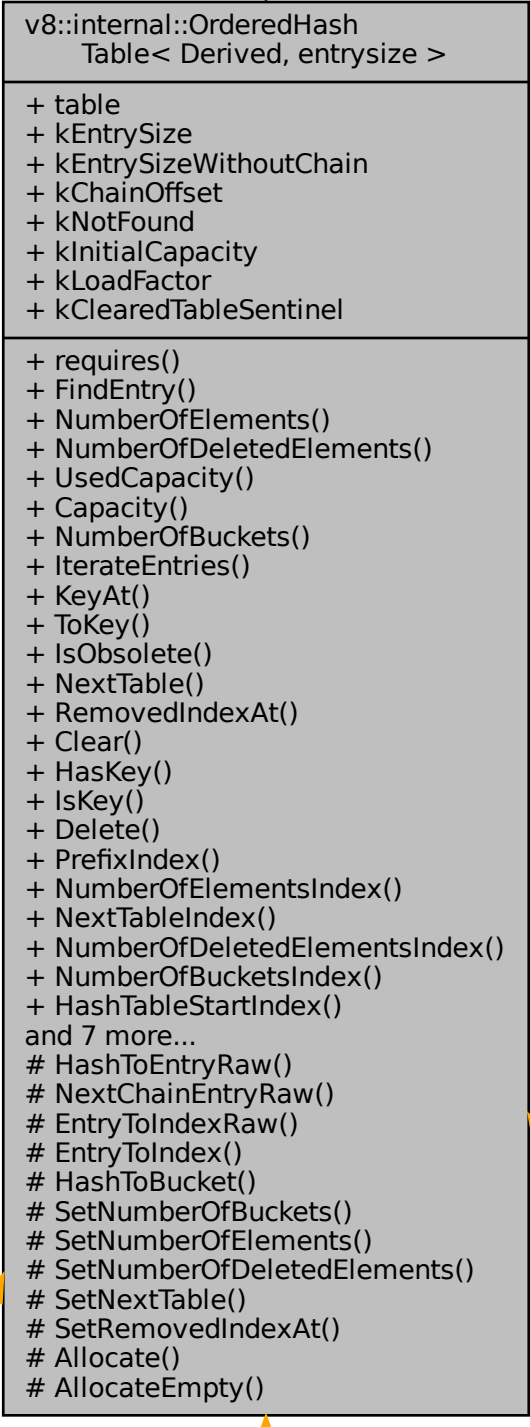 v8::internal::OrderedHash
Table< Derived, entrysize >
+ table
+ kEntrySize
+ kEntrySizeWithoutChain
+ kChainOffset
+ kNotFound
+ kInitialCapacity
+ kLoadFactor
+ kClearedTableSentinel
+ requires()
+ FindEntry()
+ NumberOfElements()
+ NumberOfDeletedElements()
+ UsedCapacity()
+ Capacity()
+ NumberOfBuckets()
+ IterateEntries()
+ KeyAt()
+ ToKey()
+ IsObsolete()
+ NextTable()
+ RemovedIndexAt()
+ Clear()
+ HasKey()
+ IsKey()
+ Delete()
+ PrefixIndex()
+ NumberOfElementsIndex()
+ NextTableIndex()
+ NumberOfDeletedElementsIndex()
+ NumberOfBucketsIndex()
+ HashTableStartIndex()
and 7 more...
# HashToEntryRaw()
# NextChainEntryRaw()
# EntryToIndexRaw()
# EntryToIndex()
# HashToBucket()
# SetNumberOfBuckets()
# SetNumberOfElements()
# SetNumberOfDeletedElements()
# SetNextTable()
# SetRemovedIndexAt()
# Allocate()
# AllocateEmpty()